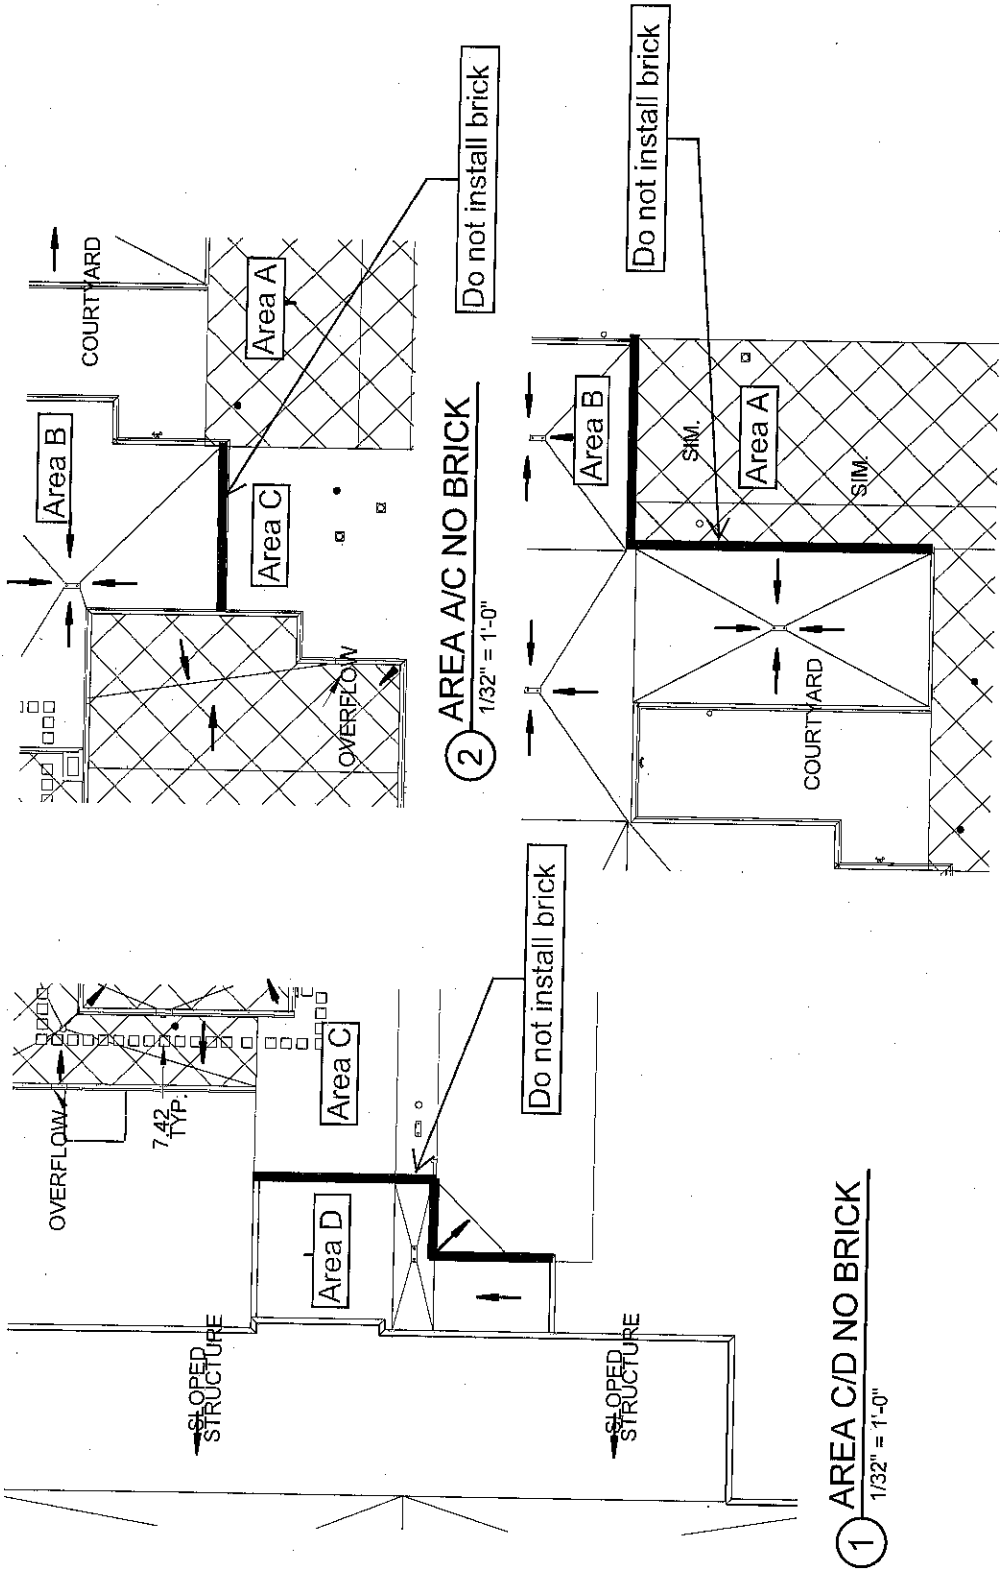 OVERFLOW
7.42
TYP.
Area C
Area D
Do not install brick
SLOPED
STRUCTURE
SLOPED
STRUCTURE
1
AREA C/D NO BRICK
1/32" = 1'-0"
COURTYARD
Area B
Area A
Area C
Do not install brick
OVERFLOW
2
AREA A/C NO BRICK
1/32" = 1'-0"
Do not install brick
Area B
SIM.
Area A
SIM.
COURTYARD